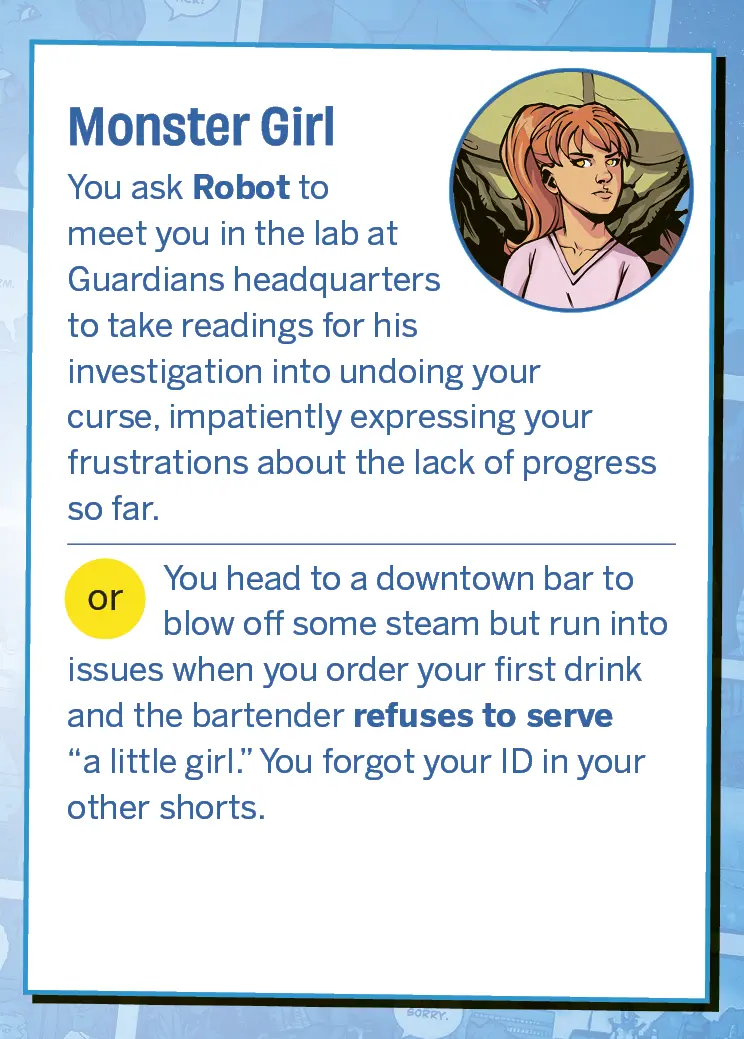 Monster Girl
You ask Robot to
meet you in the lab at
Guardians headquarters
to take readings for his
investigation into undoing your
curse, impatiently expressing your
frustrations about the lack of progress
so far.
or
You head to a downtown bar to
blow off some steam but run into
issues when you order your first drink
and the bartender refuses to serve
“a little girl.” You forgot your ID in your
other shorts.
SORRY.